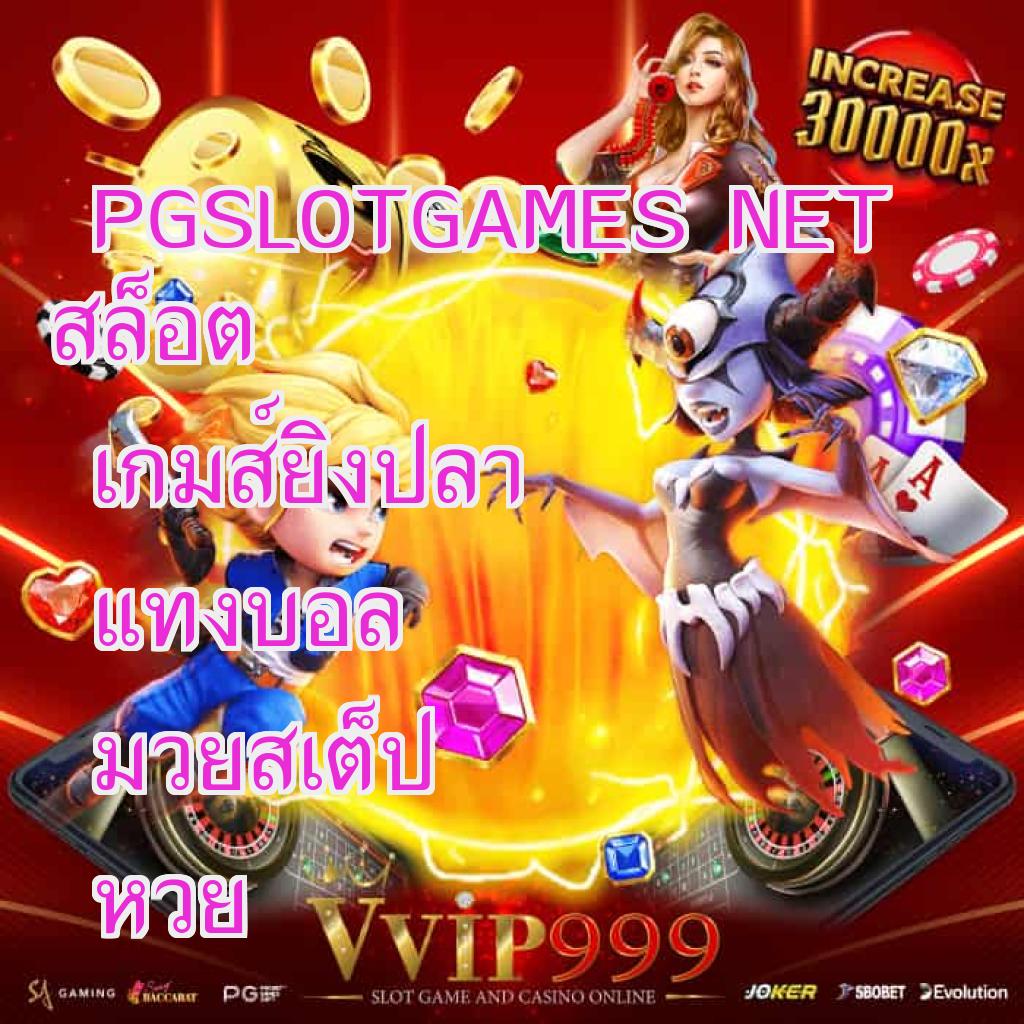 INCREASE
30000x
PGSLOTGAMES NET
สล็อต
เกมส์ยิงปลา
แทงบอล
มวยสเต็ป
หวย
A
A
VVIP999
SLOT GAME AND CASINO ONLINE
SA GAMING Sexy BACCARAT PG JOKER SBOBET Evolution